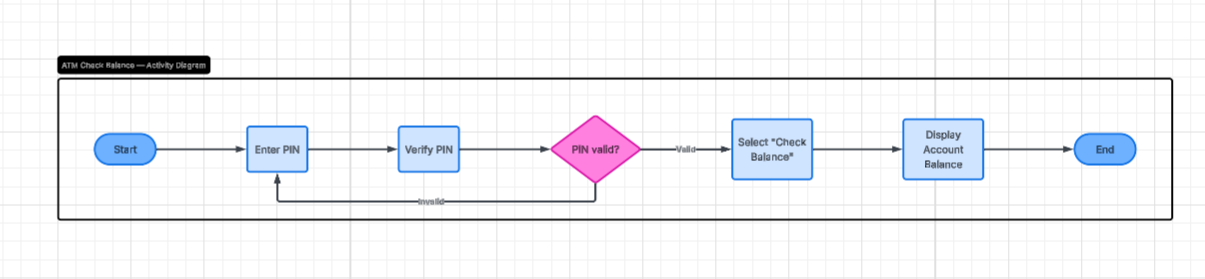 ATM Check Balance — Activity Diagram
Start
Enter PIN
Verify PIN
PIN valid?
Valid
Select "Check
Balance"
Display
Account
Balance
End
Invalid